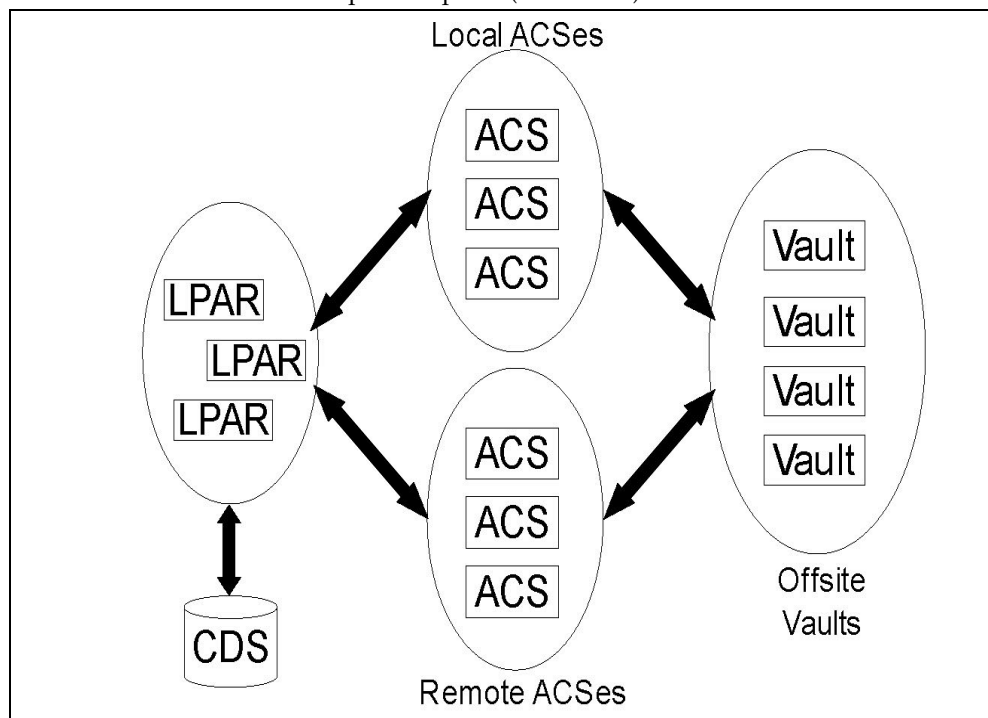 Local ACSes
ACS
ACS
ACS
LPAR
LPAR
LPAR
CDS
ACS
ACS
ACS
Remote ACSes
Vault
Vault
Vault
Vault
Offsite
Vaults